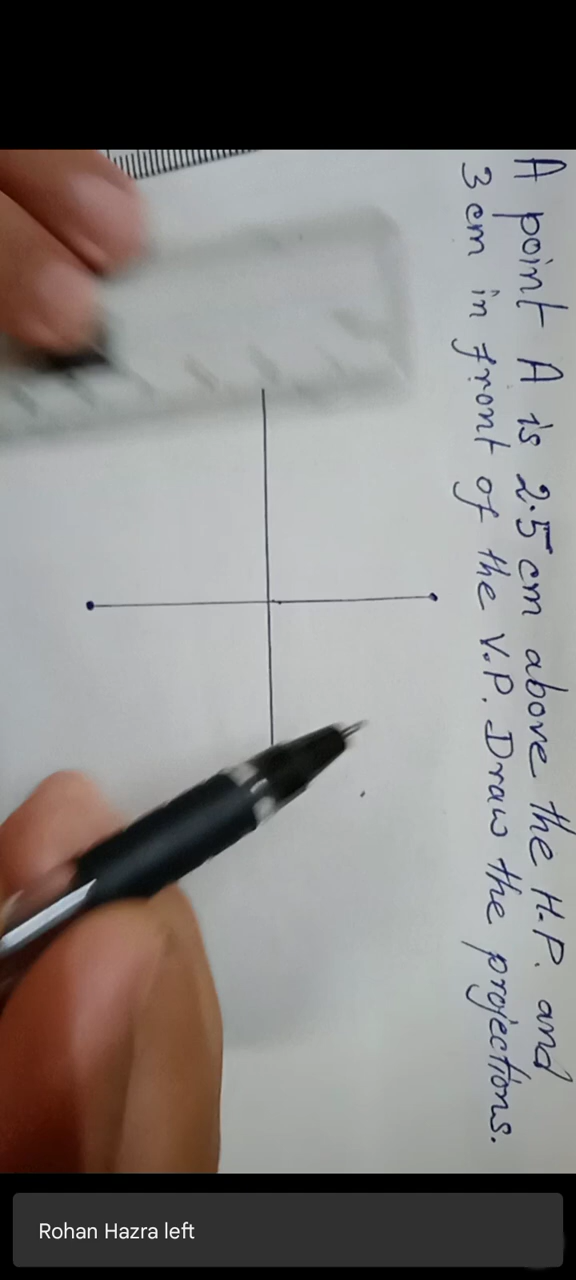 A point A is 2.5 cm above the H.P. and
3 cm in front of the V.P. Draw the projections.
Rohan Hazra left